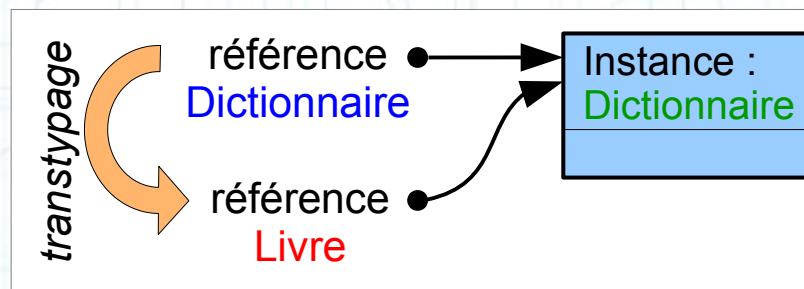 transtypage
référence
Dictionnaire
référence
Livre
Instance :
Dictionnaire